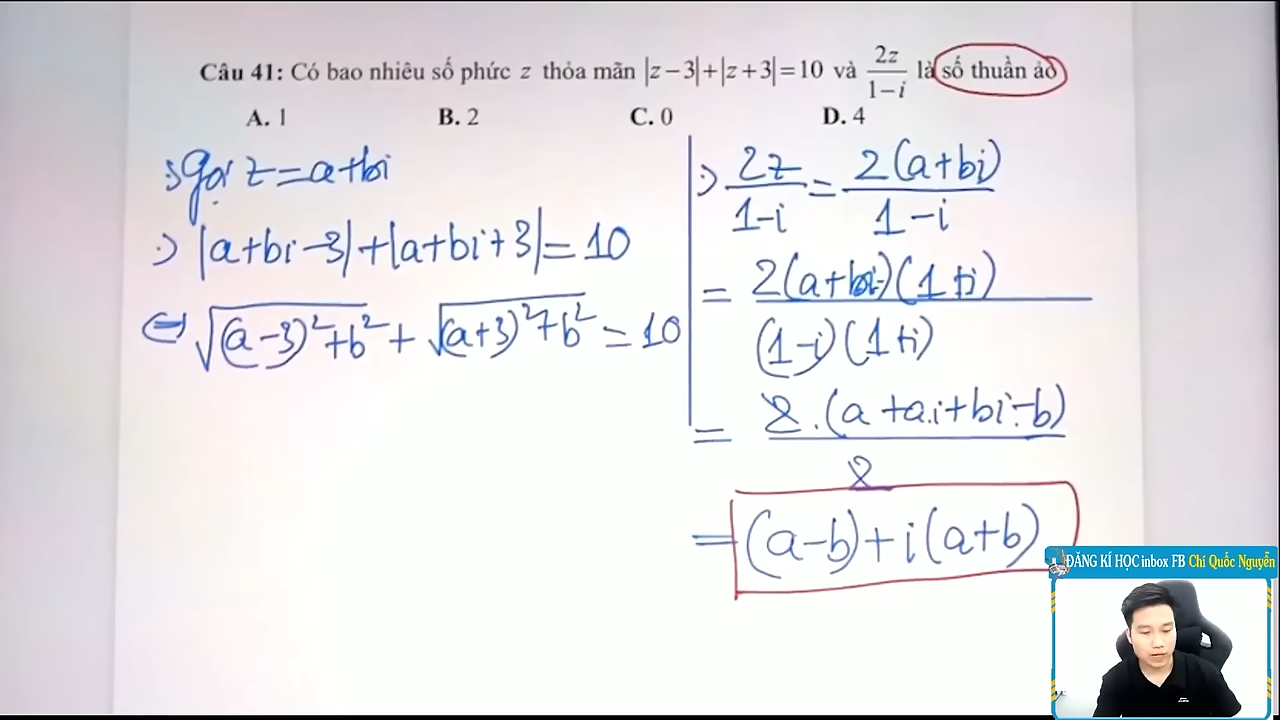 Câu 41: Có bao nhiêu số phức z thỏa mãn |z−3|+|z+3|=10 và 2z/(1−i) là số thuần ảo
A. 1 B. 2 C. 0 D. 4
Gọi z=a+bi
|a+bi−3|+|a+bi+3|=10
⇔ √((a−3)²+b²) + √((a+3)²+b²) = 10
2z/(1−i) = 2(a+bi)/(1−i)
= 2(a+bi)(1+i)/((1−i)(1+i))
= 2.(a+a.i+bi−b)/2
= (a−b)+i(a+b)
ĐĂNG KÍ HỌC inbox FB Chí Quốc Nguyễn